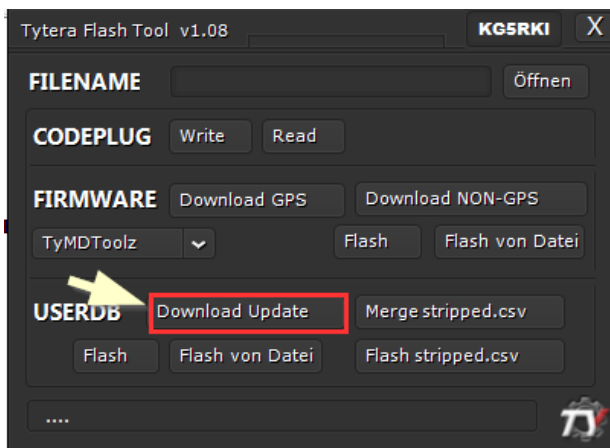 Tytera Flash Tool v1.08 KG5RKI X
FILENAME Öffnen
CODEPLUG Write Read
FIRMWARE Download GPS Download NON-GPS
TyMDToolz Flash Flash von Datei
USERDB Download Update Merge stripped.csv
Flash Flash von Datei Flash stripped.csv
....
TY